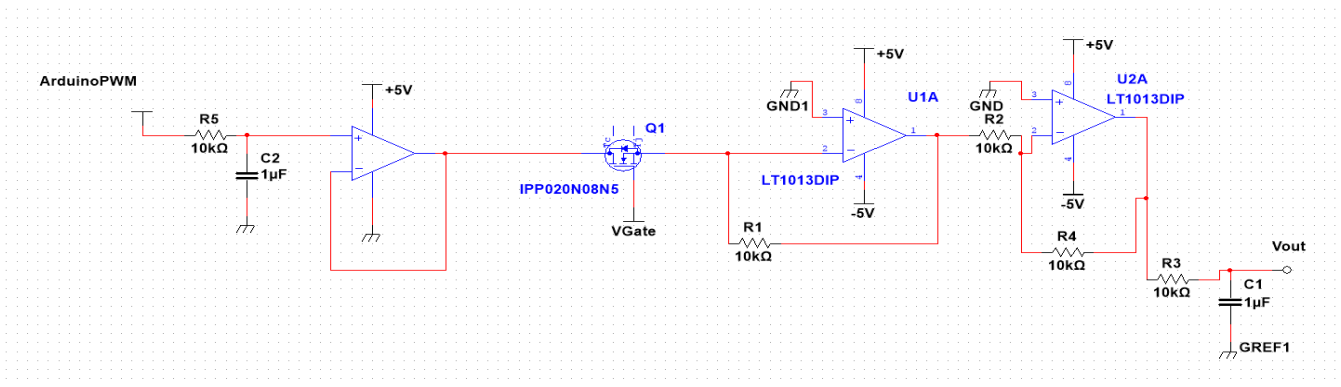 ArduinoPWM
R5
10kΩ
C2
1µF
+5V
+
−
Q1
IPP020N08N5
VGate
GND1
+5V
U1A
3
8
+
1
2
−
4
LT1013DIP
-5V
R1
10kΩ
GND
R2
10kΩ
+5V
U2A
LT1013DIP
3
8
+
1
2
−
4
-5V
R4
10kΩ
R3
10kΩ
Vout
C1
1µF
GREF1